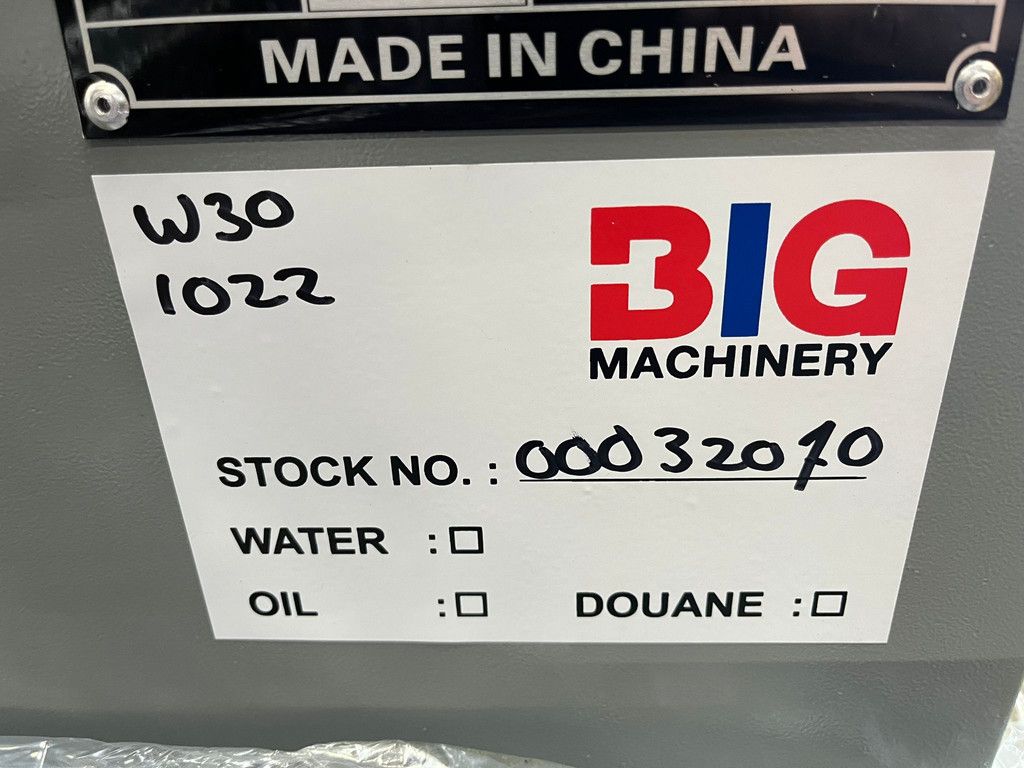 MADE IN CHINA
W30
1022
BIG
MACHINERY
STOCK NO. : 00032070
WATER : ☐
OIL : ☐
DOUANE : ☐